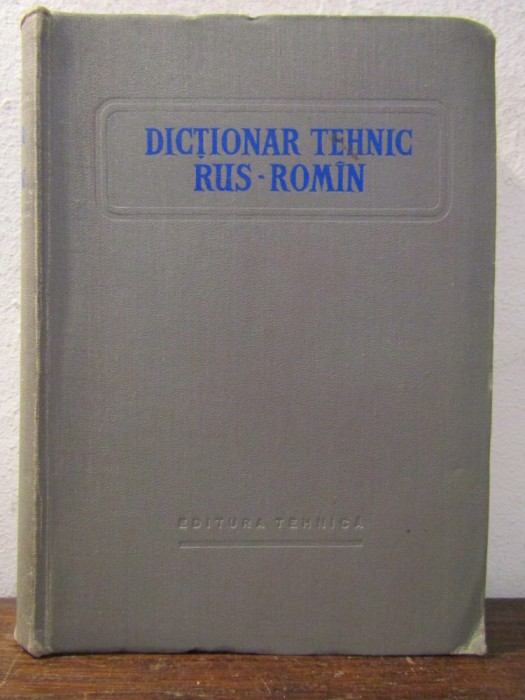 DICȚIONAR TEHNIC
RUS-ROMÎN
EDITURA TEHNICĂ